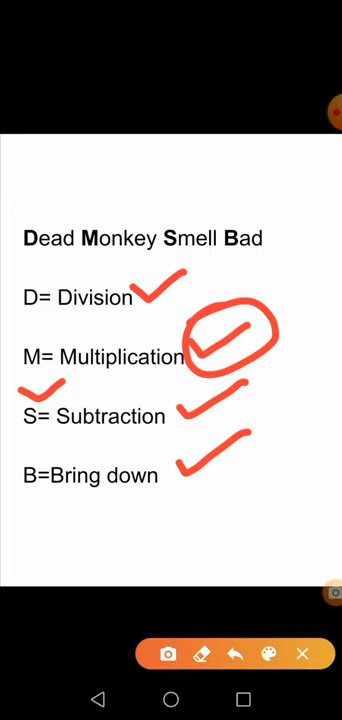 Dead Monkey Smell Bad
D= Division
M= Multiplication
S= Subtraction
B=Bring down